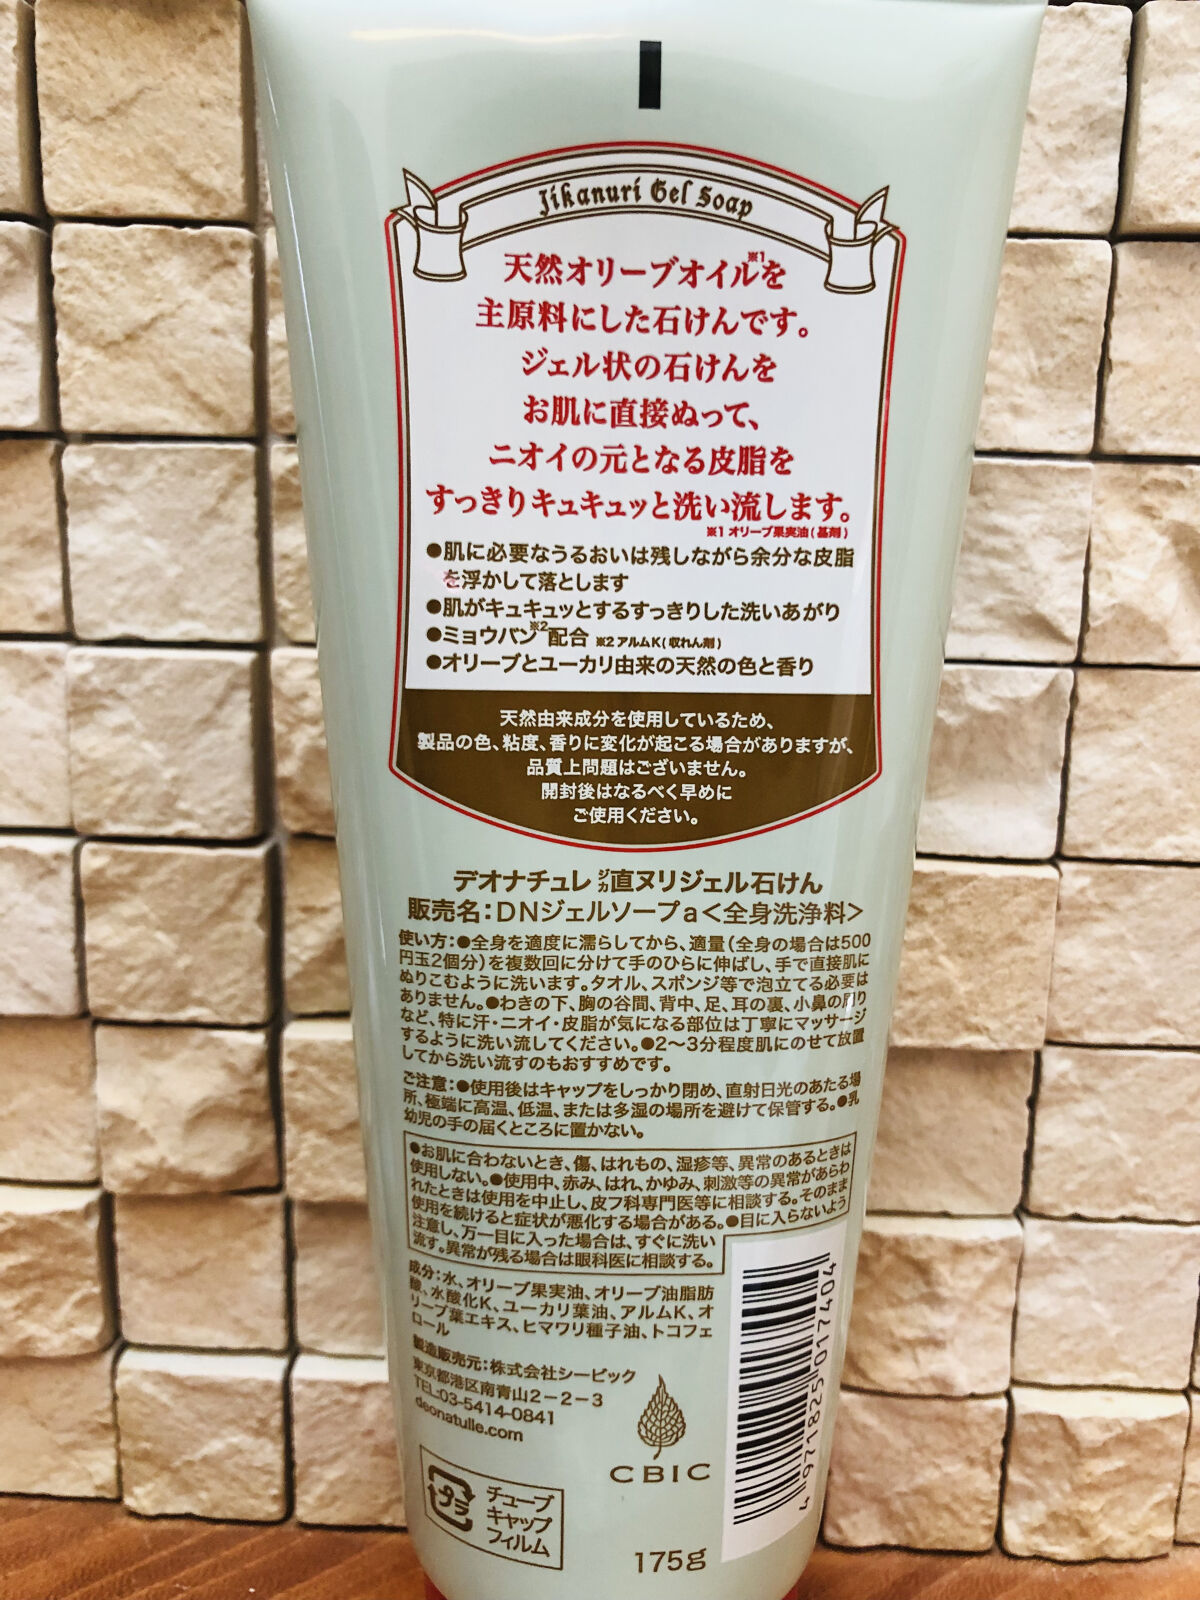 Jikanuri Gel Soap
天然オリーブオイル※1を
主原料にした石けんです。
ジェル状の石けんを
お肌に直接ぬって、
ニオイの元となる皮脂を
すっきりキュキュッと洗い流します。
※1 オリーブ果実油(基剤)
●肌に必要なうるおいは残しながら余分な皮脂
を浮かして落とします
●肌がキュキュッとするすっきりした洗いあがり
●ミョウバン※2配合 ※2 アルムK(収れん剤)
●オリーブとユーカリ由来の天然の色と香り
天然由来成分を使用しているため、
製品の色、粘度、香りに変化が起こる場合がありますが、
品質上問題はございません。
開封後はなるべく早めに
ご使用ください。
デオナチュレ 直ヌリジェル石けん
ジカ
販売名:DNジェルソープa<全身洗浄料>
使い方:●全身を適度に濡らしてから、適量(全身の場合は500
円玉2個分)を複数回に分けて手のひらに伸ばし、手で直接肌に
ぬりこむように洗います。タオル、スポンジ等で泡立てる必要は
ありません。●わきの下、胸の谷間、背中、足、耳の裏、小鼻の周り
など、特に汗・ニオイ・皮脂が気になる部位は丁寧にマッサージ
するように洗い流してください。●2〜3分程度肌にのせて放置
してから洗い流すのもおすすめです。
ご注意:●使用後はキャップをしっかり閉め、直射日光のあたる場
所、極端に高温、低温、または多湿の場所を避けて保管する。●乳
幼児の手の届くところに置かない。
●お肌に合わないとき、傷、はれもの、湿疹等、異常のあるときは
使用しない。●使用中、赤み、はれ、かゆみ、刺激等の異常があらわ
れたときは使用を中止し、皮フ科専門医等に相談する。そのまま
使用を続けると症状が悪化する場合がある。●目に入らないよう
注意し、万一目に入った場合は、すぐに洗い
流す。異常が残る場合は眼科医に相談する。
成分:水、オリーブ果実油、オリーブ油脂肪
酸、水酸化K、ユーカリ葉油、アルムK、オ
リーブ葉エキス、ヒマワリ種子油、トコフェ
ロール
製造販売元:株式会社シービック
東京都港区南青山2-2-3
TEL:03-5414-0841
deonatulle.com
CBIC
プラ
チューブ
キャップ
フィルム
175g
4971825017404